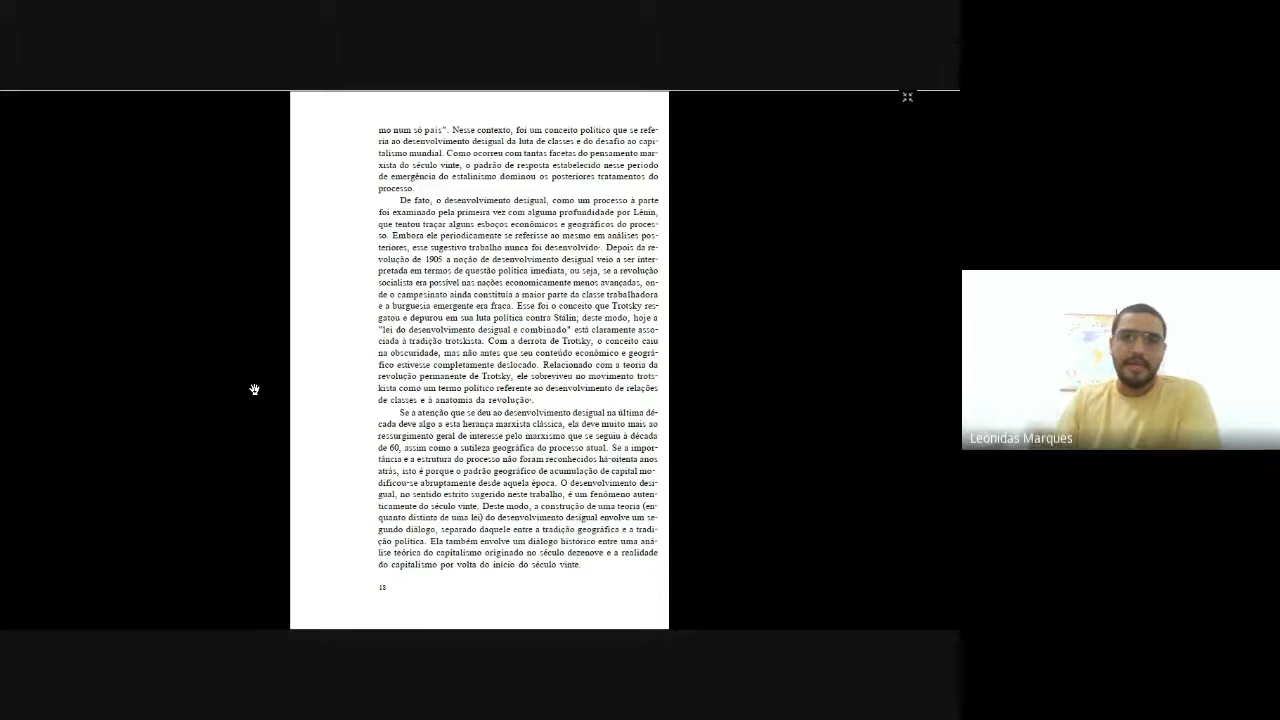 mo num só país". Nesse contexto, foi um conceito político que se refe-
ria ao desenvolvimento desigual da luta de classes e do desafio ao capi-
talismo mundial. Como ocorreu com tantas facetas do pensamento mar-
xista do século vinte, o padrão de resposta estabelecido nesse período
de emergência do estalinismo dominou os posteriores tratamentos do
processo.
De fato, o desenvolvimento desigual, como um processo à parte
foi examinado pela primeira vez com alguma profundidade por Lênin,
que tentou traçar alguns esboços econômicos e geográficos do proces-
so. Embora ele periodicamente se referisse ao mesmo em análises pos-
teriores, esse sugestivo trabalho nunca foi desenvolvido. Depois da re-
volução de 1905 a noção de desenvolvimento desigual veio a ser inter-
pretada em termos de questão política imediata, ou seja, se a revolução
socialista era possível nas nações economicamente menos avançadas, on-
de o campesinato ainda constituía a maior parte da classe trabalhadora
e a burguesia emergente era fraca. Esse foi o conceito que Trotsky res-
gatou e depurou em sua luta política contra Stálin; deste modo, hoje a
"lei do desenvolvimento desigual e combinado" está claramente asso-
ciada à tradição trotskista. Com a derrota de Trotsky, o conceito caiu
na obscuridade, mas não antes que seu conteúdo econômico e geográ-
fico estivesse completamente deslocado. Relacionado com a teoria da
revolução permanente de Trotsky, ele sobreviveu no movimento trots-
kista como um termo político referente ao desenvolvimento de relações
de classes e à anatomia da revolução.
Se a atenção que se deu ao desenvolvimento desigual na última dé-
cada deve algo a esta herança marxista clássica, ela deve muito mais ao
ressurgimento geral de interesse pelo marxismo que se seguiu à década
de 60, assim como a sutileza geográfica do processo atual. Se a impor-
tância e a estrutura do processo não foram reconhecidos há-oitenta anos
atrás, isto é porque o padrão geográfico de acumulação de capital mo-
dificou-se abruptamente desde aquela época. O desenvolvimento desi-
gual, no sentido estrito sugerido neste trabalho, é um fenômeno auten-
ticamente do século vinte. Deste modo, a construção de uma teoria (en-
quanto distinta de uma lei) do desenvolvimento desigual envolve um se-
gundo diálogo, separado daquele entre a tradição geográfica e a tradi-
ção política. Ela também envolve um diálogo histórico entre uma aná-
lise teórica do capitalismo originado no século dezenove e a realidade
do capitalismo por volta do início do século vinte.
18
Leônidas Marques